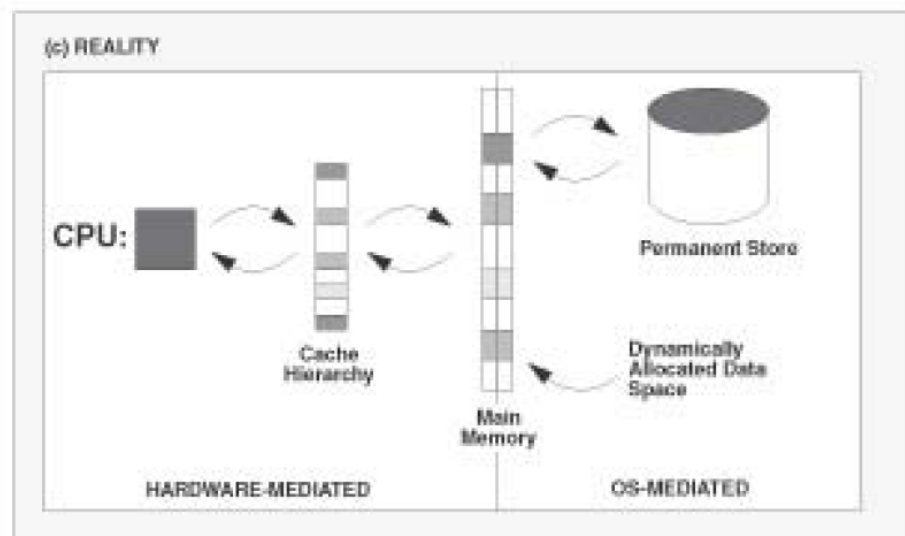 (c) REALITY
CPU:
Cache
Hierarchy
Main
Memory
Permanent Store
Dynamically
Allocated Data
Space
HARDWARE-MEDIATED
OS-MEDIATED